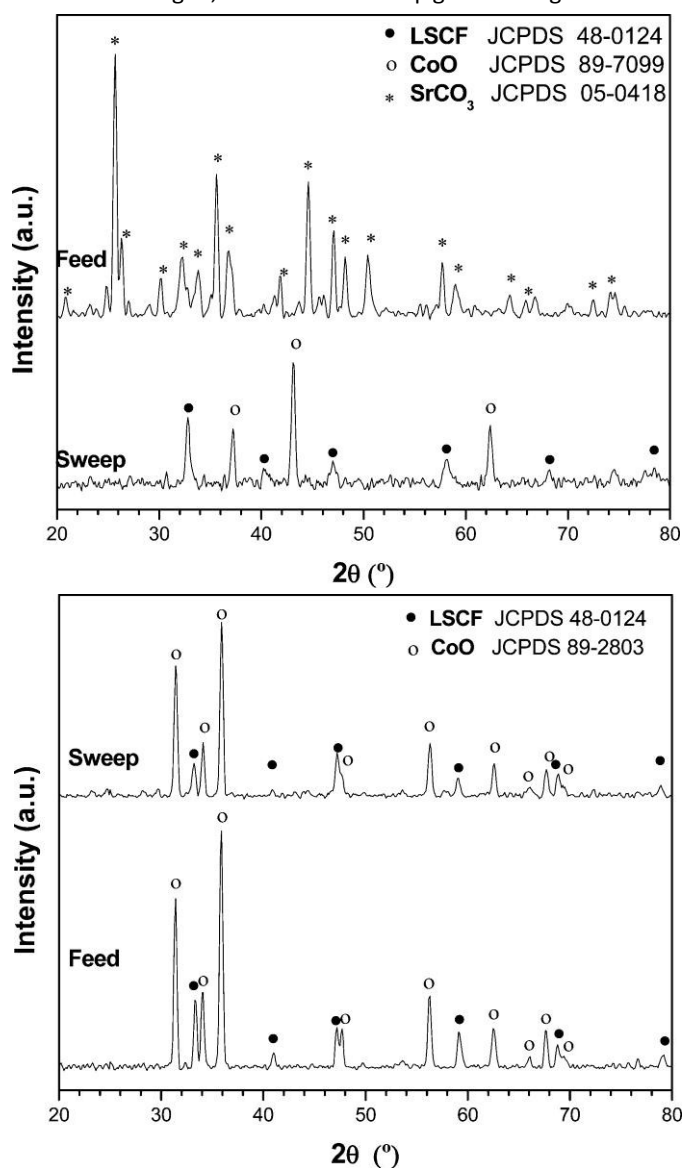 ● LSCF JCPDS 48-0124
○ CoO JCPDS 89-7099
* SrCO₃ JCPDS 05-0418
Intensity (a.u.)
Feed
Sweep
20 30 40 50 60 70 80
2θ (º)
● LSCF JCPDS 48-0124
○ CoO JCPDS 89-2803
Intensity (a.u.)
Sweep
Feed
20 30 40 50 60 70 80
2θ (º)